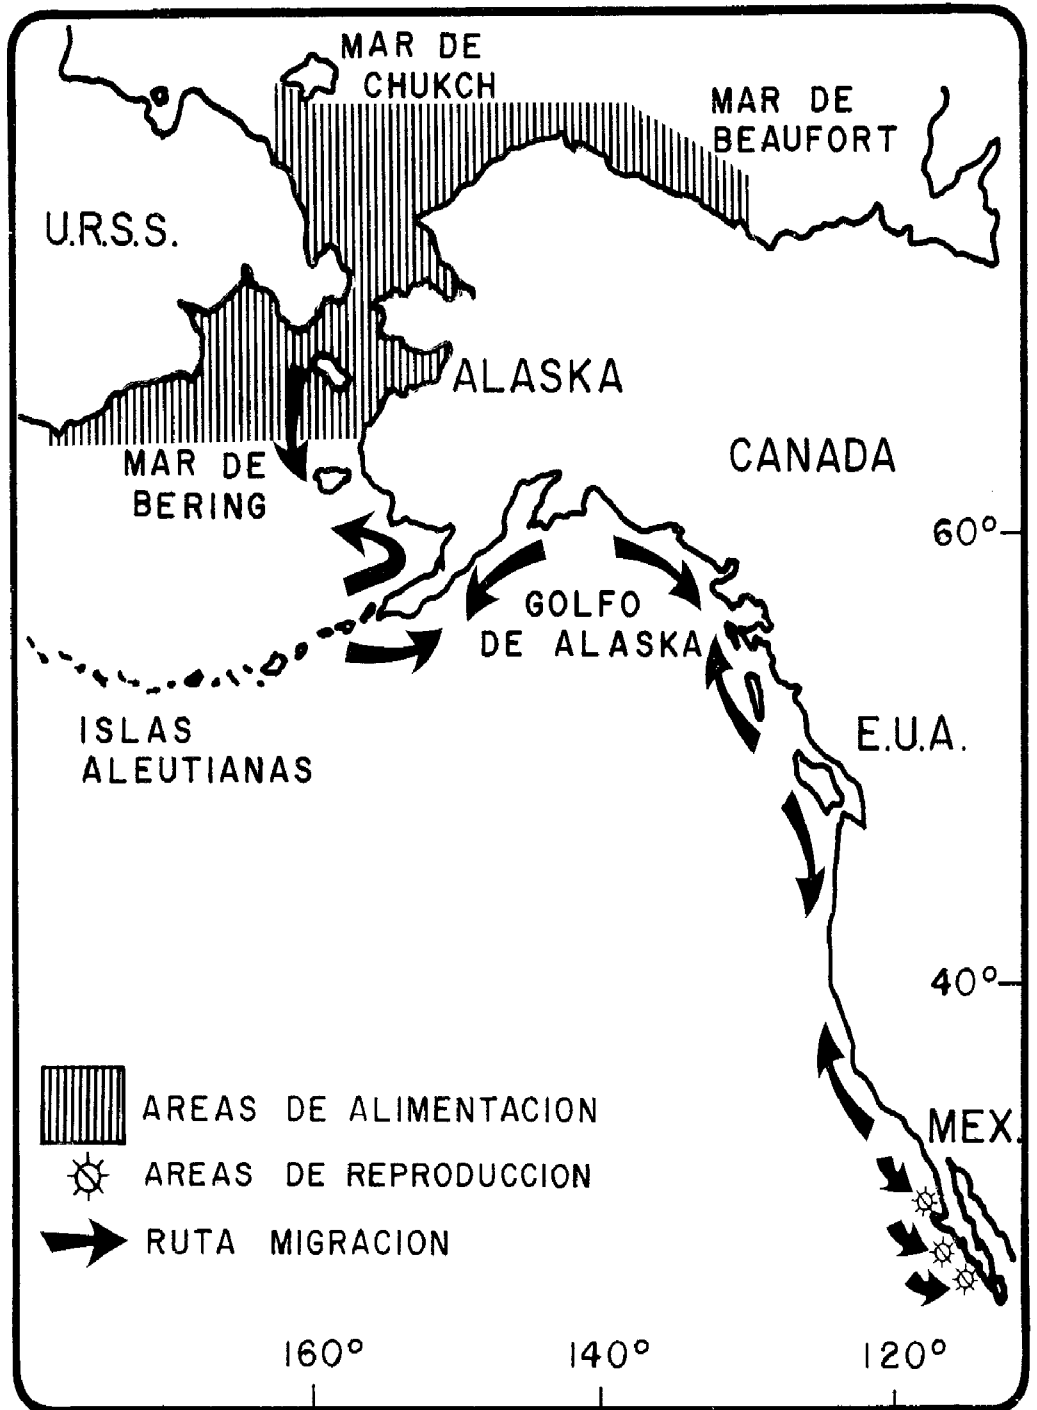 MAR DE
CHUKCH
MAR DE
BEAUFORT
U.R.S.S.
ALASKA
CANADA
MAR DE
BERING
60°
GOLFO
DE ALASKA
ISLAS
ALEUTIANAS
E.U.A.
40°
AREAS DE ALIMENTACION
MEX.
AREAS DE REPRODUCCION
RUTA MIGRACION
160°
140°
120°